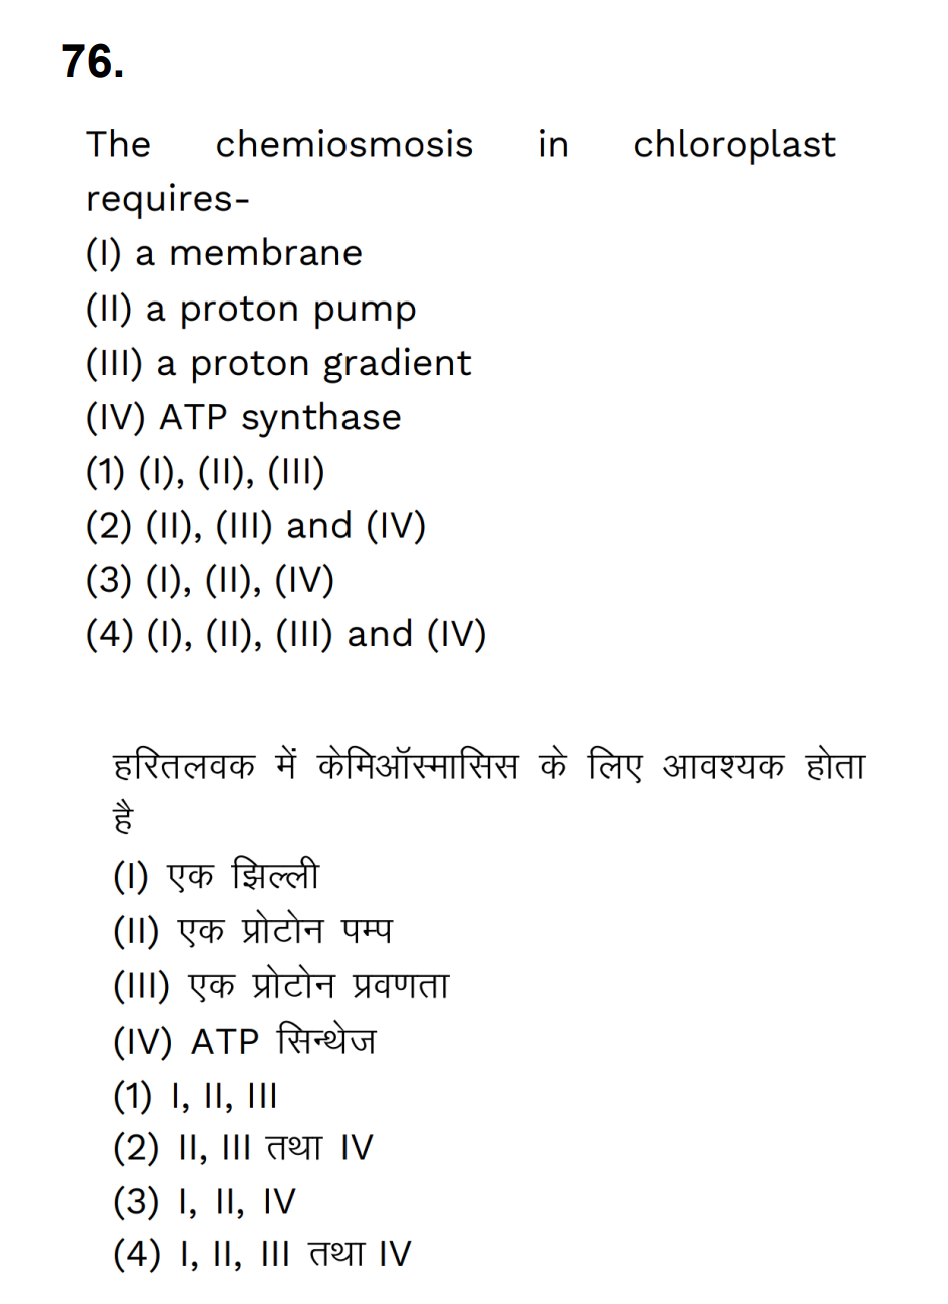 76.
The chemiosmosis in chloroplast
requires-
(I) a membrane
(II) a proton pump
(III) a proton gradient
(IV) ATP synthase
(1) (I), (II), (III)
(2) (II), (III) and (IV)
(3) (I), (II), (IV)
(4) (I), (II), (III) and (IV)
हरितलवक में केमिऑस्मासिस के लिए आवश्यक होता
है
(I) एक झिल्ली
(II) एक प्रोटोन पम्प
(III) एक प्रोटोन प्रवणता
(IV) ATP सिन्थेज
(1) I, II, III
(2) II, III तथा IV
(3) I, II, IV
(4) I, II, III तथा IV